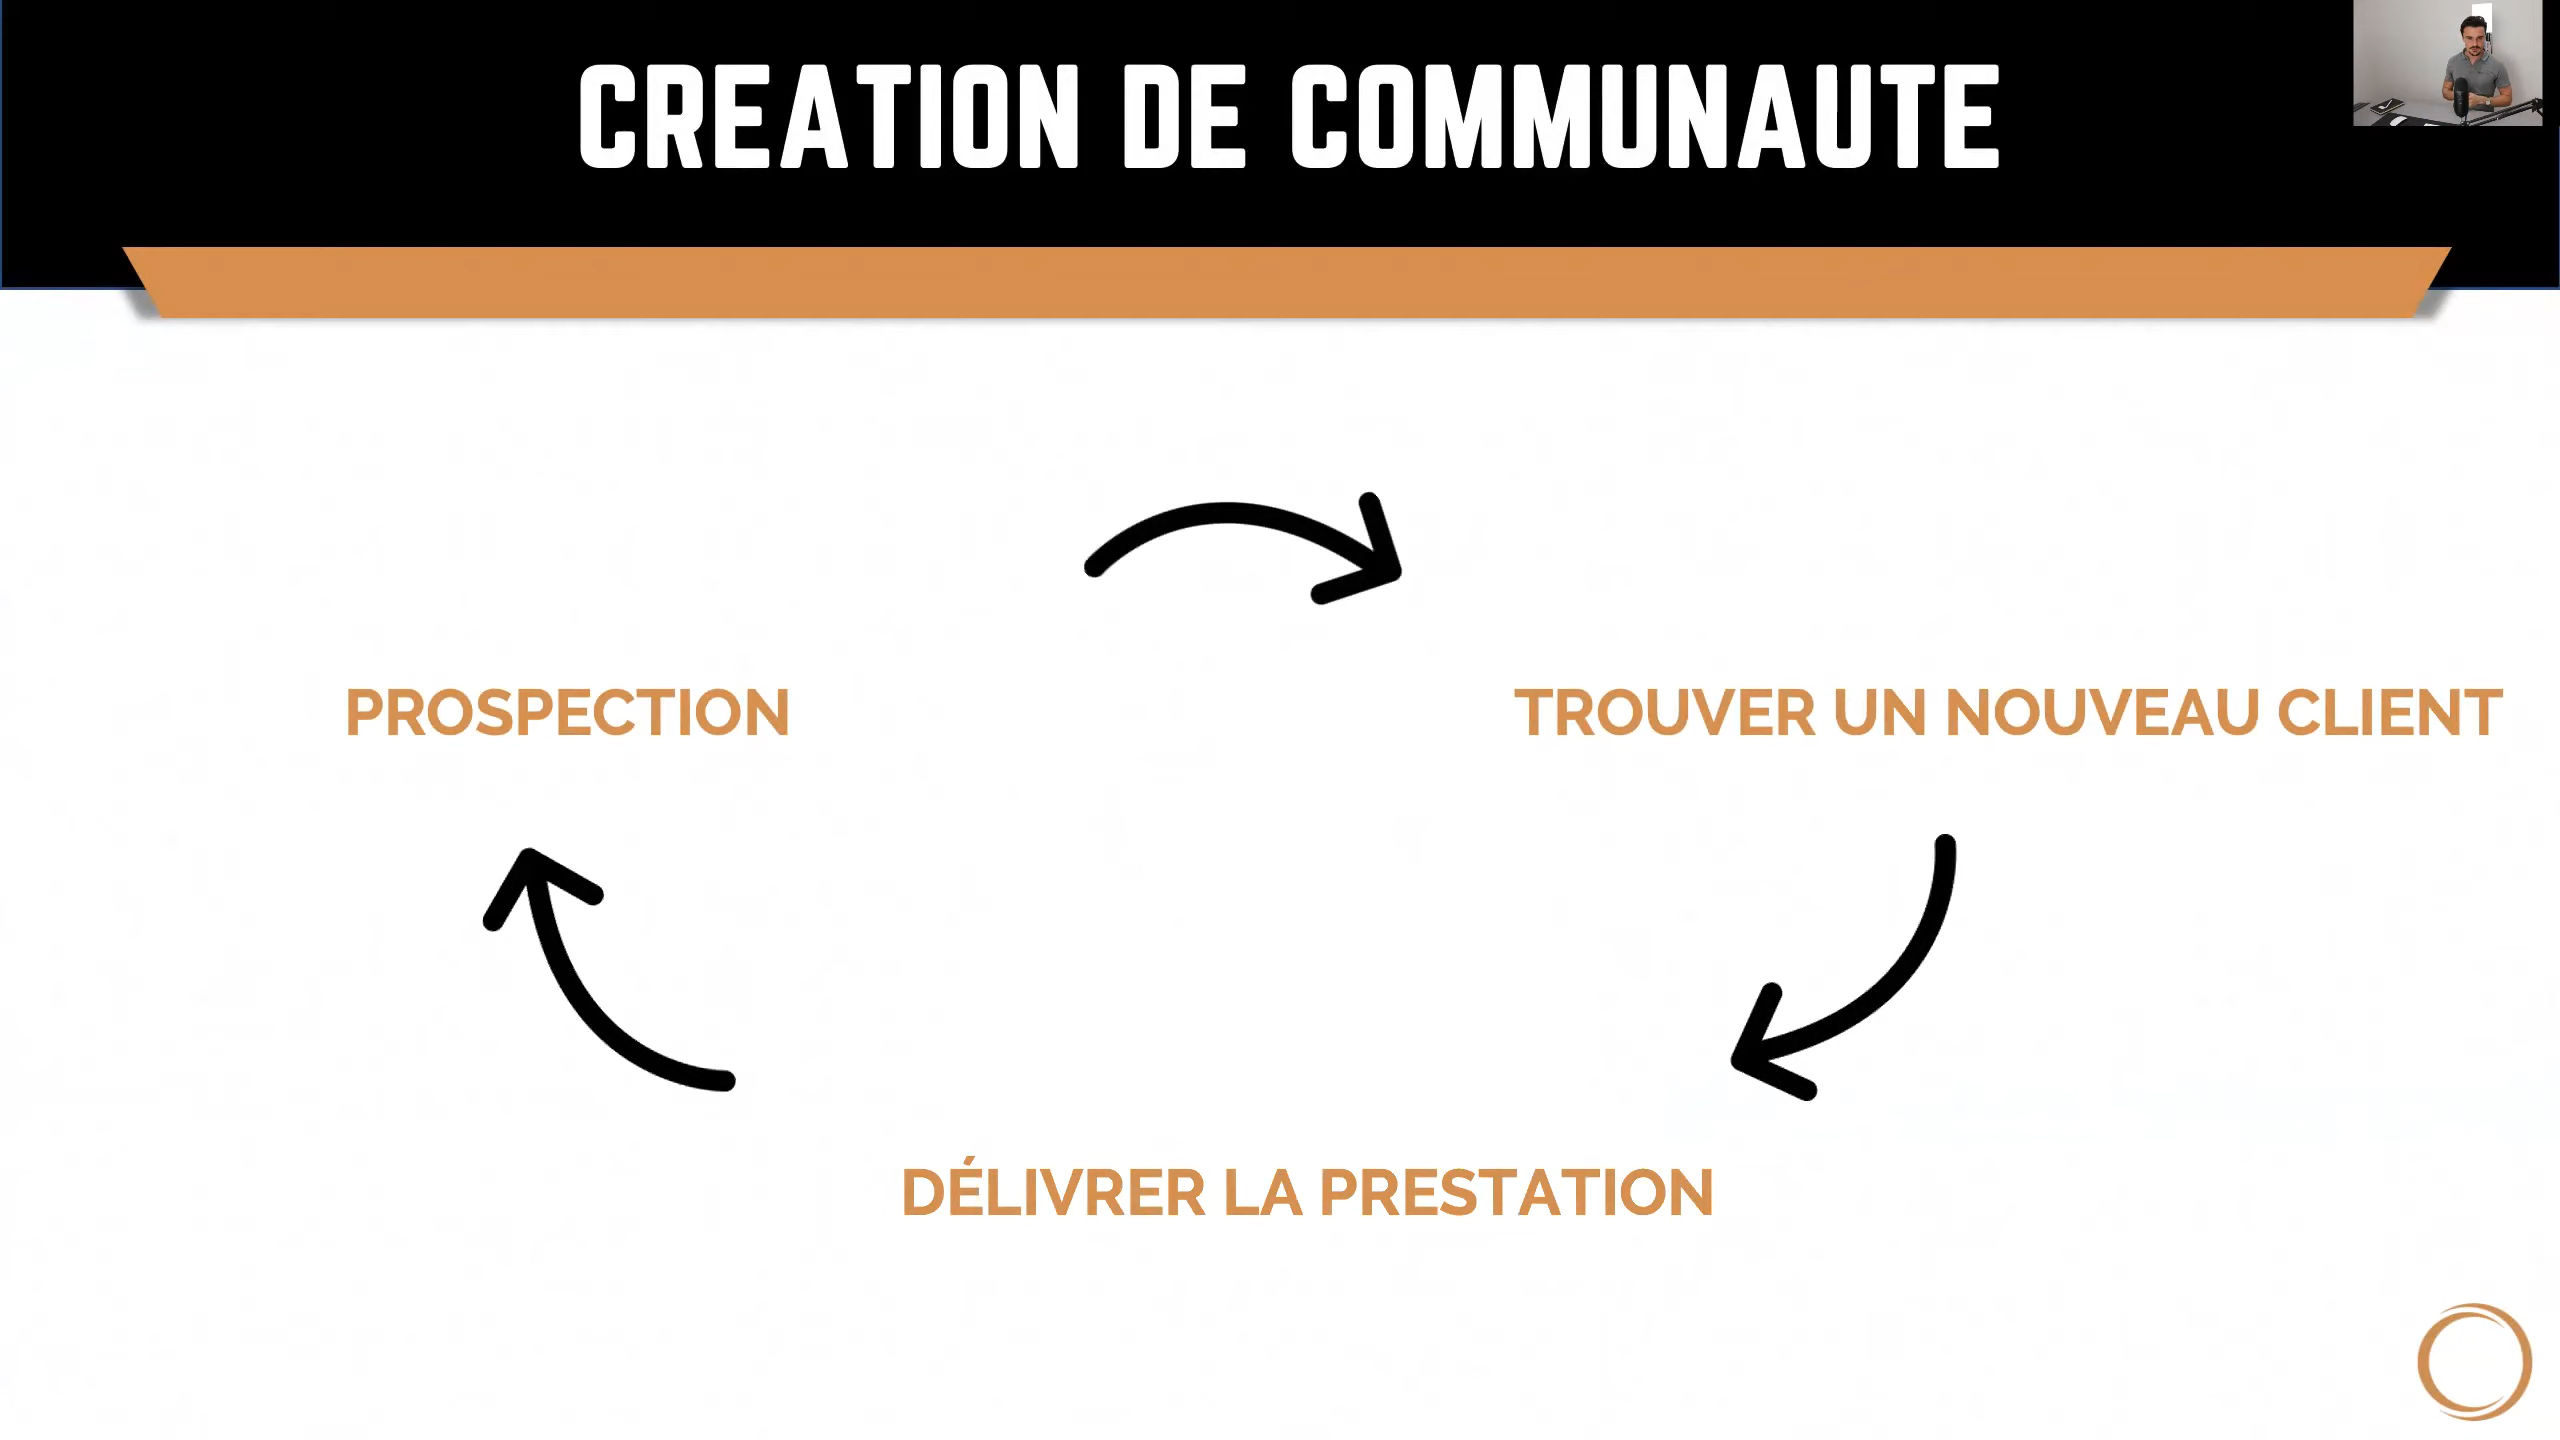 CREATION DE COMMUNAUTE
PROSPECTION
TROUVER UN NOUVEAU CLIENT
DÉLIVRER LA PRESTATION